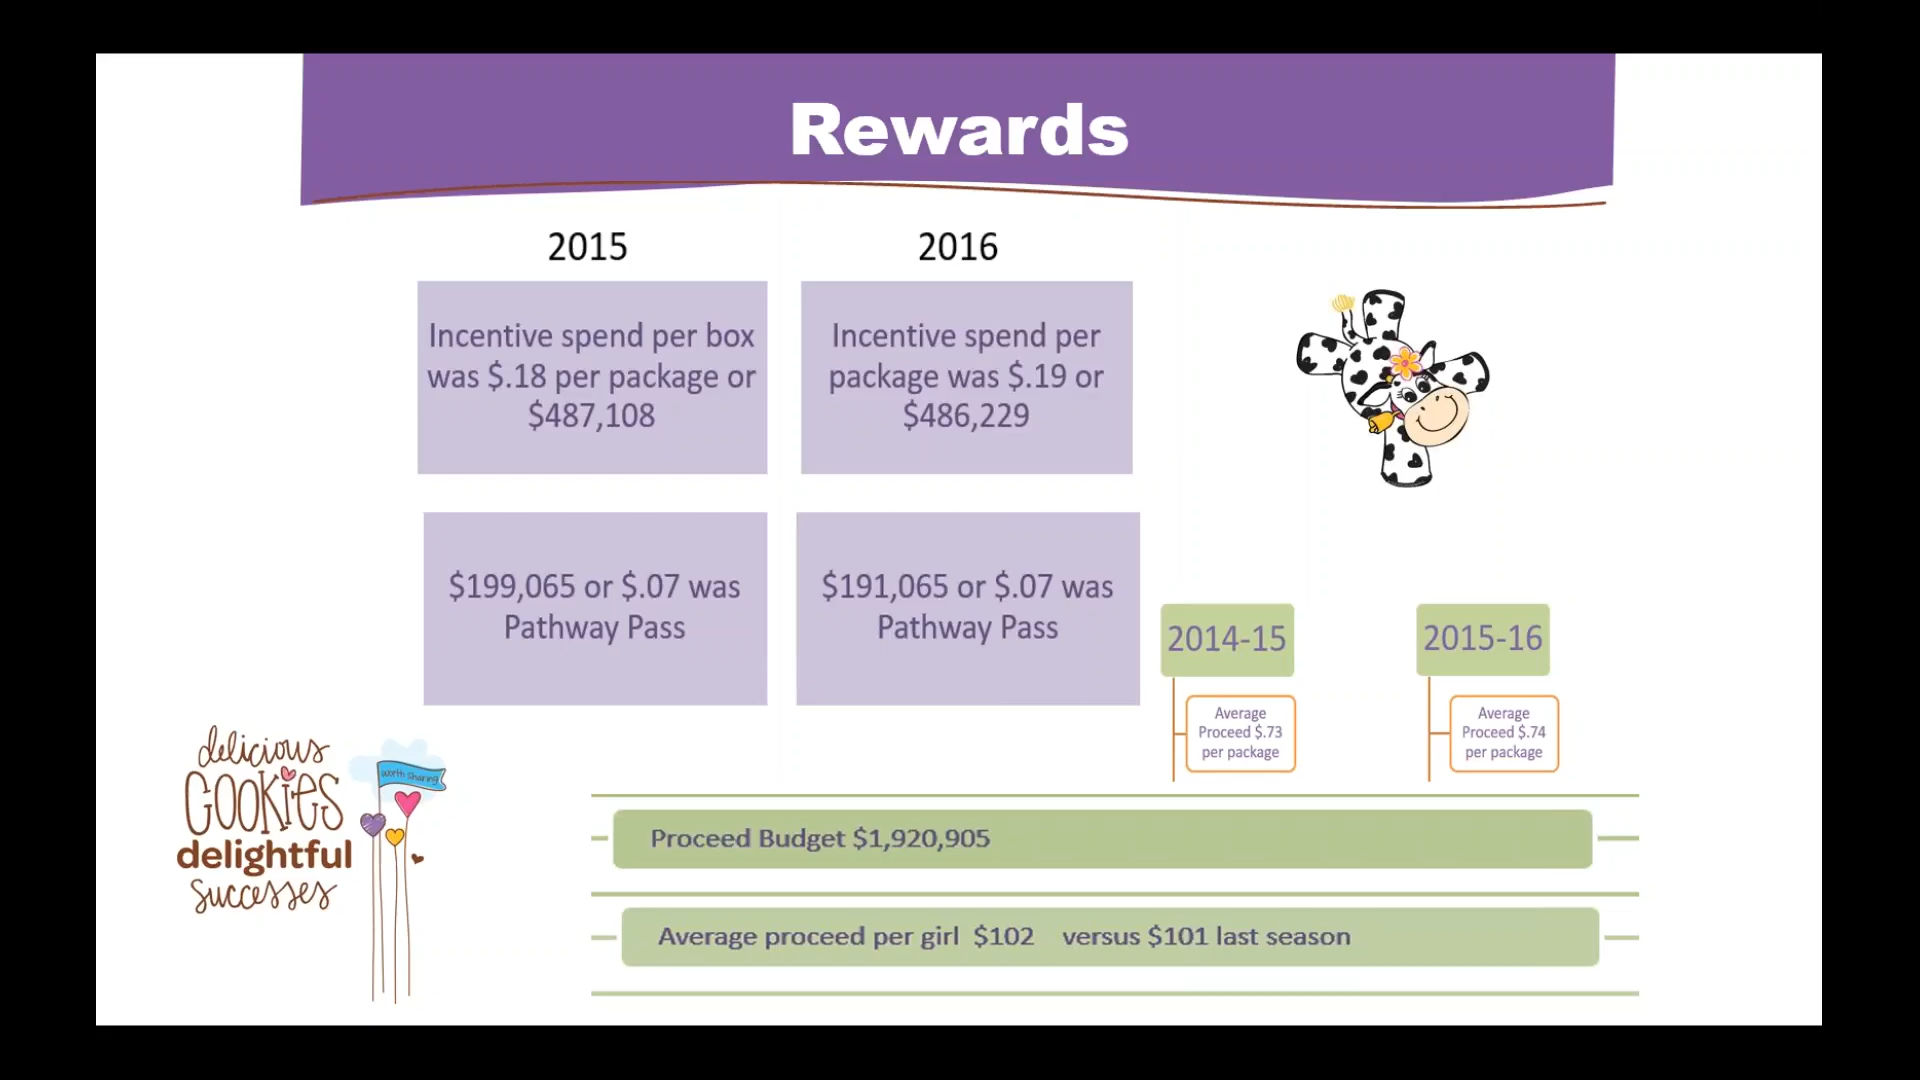 Rewards
2015
2016
Incentive spend per box
was $.18 per package or
$487,108
Incentive spend per
package was $.19 or
$486,229
$199,065 or $.07 was
Pathway Pass
$191,065 or $.07 was
Pathway Pass
2014-15
2015-16
Average
Proceed $.73
per package
Average
Proceed $.74
per package
delicious
COOKIES
delightful
successes
worth sharing
Proceed Budget $1,920,905
Average proceed per girl $102 versus $101 last season